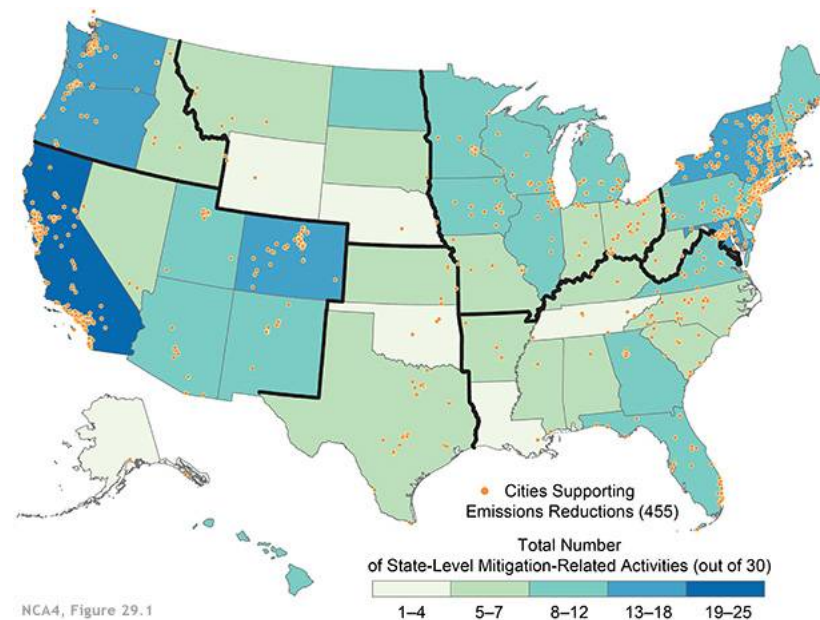 Cities Supporting
Emissions Reductions (455)
Total Number
of State-Level Mitigation-Related Activities (out of 30)
1–4 5–7 8–12 13–18 19–25
NCA4, Figure 29.1